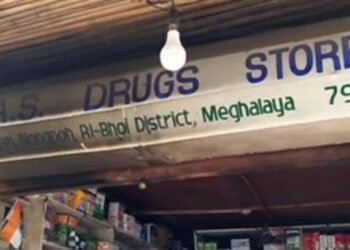 A.S. DRUGS STORE
Nongpoh, RI-Bhoi District, Meghalaya 79